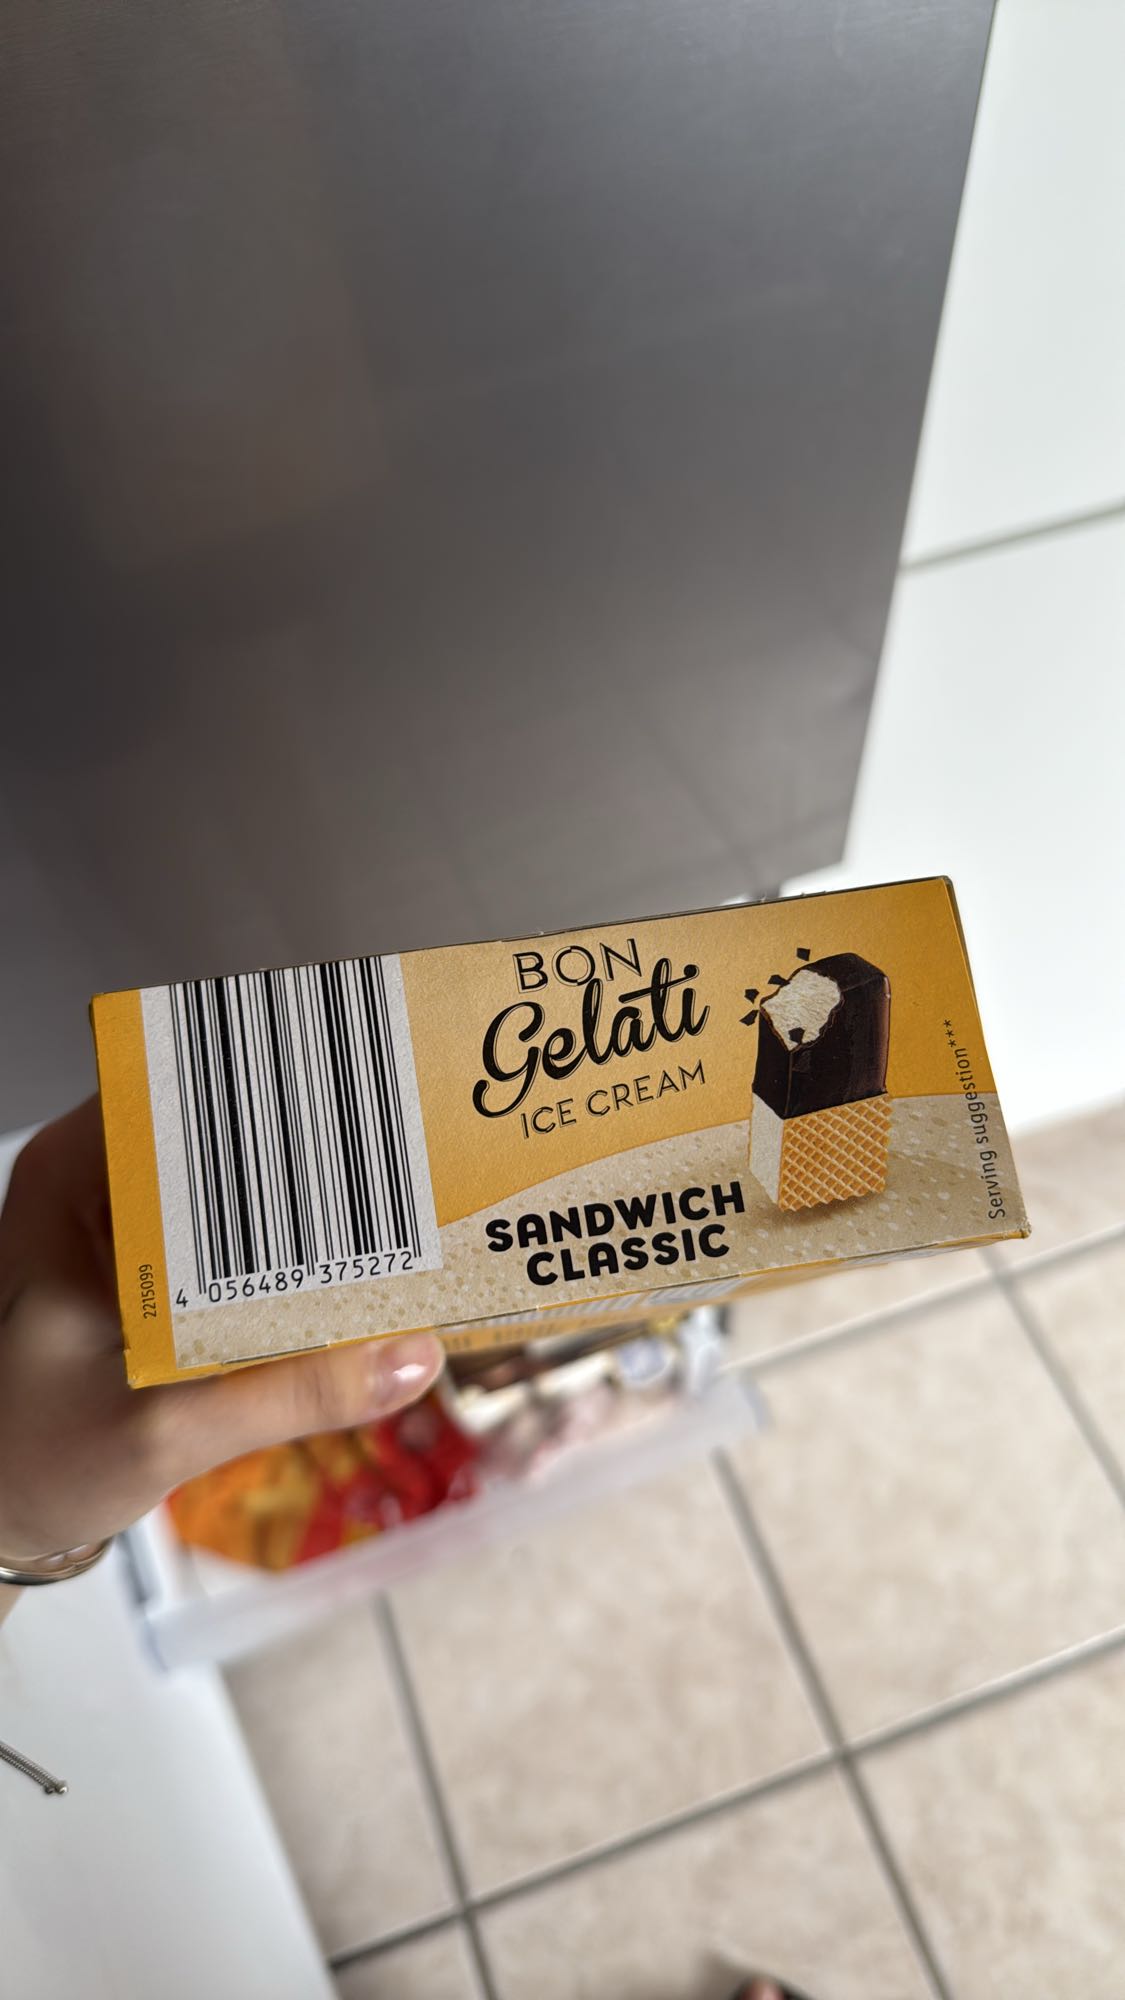 BON
Gelati
ICE CREAM
SANDWICH
CLASSIC
Serving suggestion***
2215099
4 056489 375272